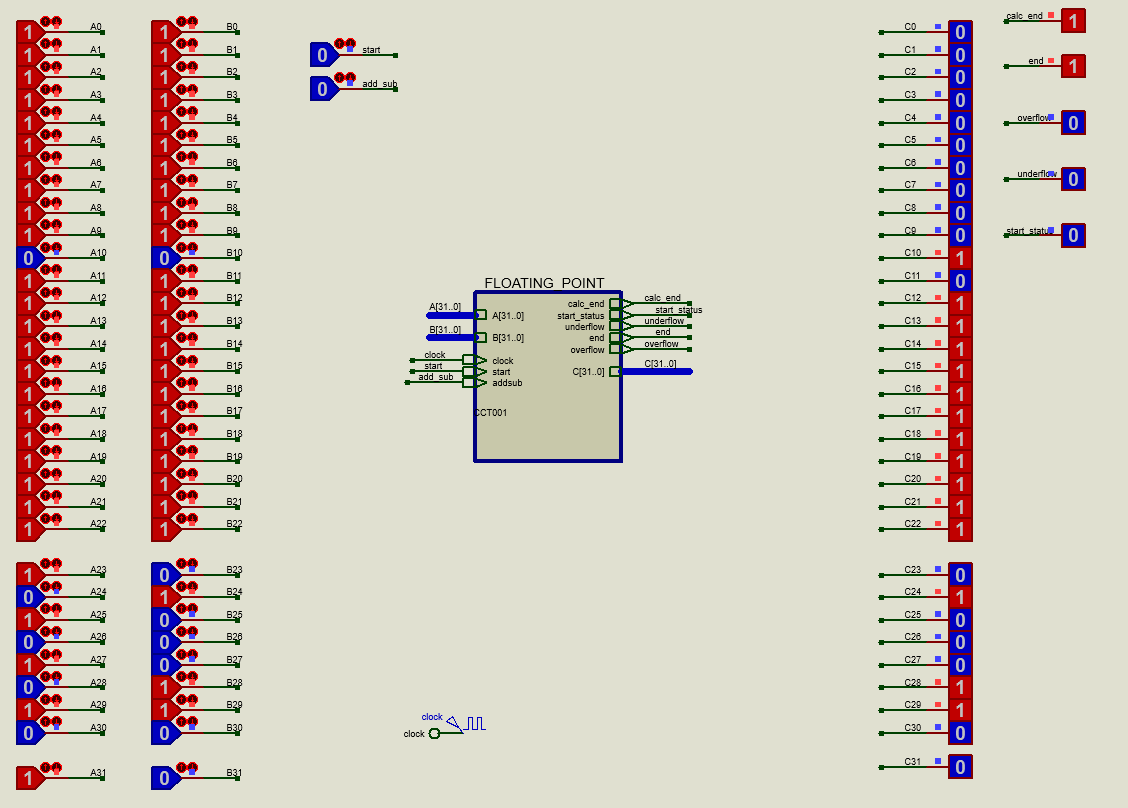 1 A0
1 A1
1 A2
1 A3
1 A4
1 A5
1 A6
1 A7
1 A8
1 A9
0 A10
1 A11
1 A12
1 A13
1 A14
1 A15
1 A16
1 A17
1 A18
1 A19
1 A20
1 A21
1 A22
1 A23
0 A24
1 A25
0 A26
1 A27
0 A28
1 A29
0 A30
1 A31
1 B0
1 B1
1 B2
1 B3
1 B4
1 B5
1 B6
1 B7
1 B8
1 B9
0 B10
1 B11
1 B12
1 B13
1 B14
1 B15
1 B16
1 B17
1 B18
1 B19
1 B20
1 B21
1 B22
0 B23
1 B24
0 B25
0 B26
0 B27
1 B28
1 B29
0 B30
0 B31
0 start
0 add_sub
FLOATING_POINT
A[31..0]
B[31..0]
clock
start
add_sub
A[31..0]
B[31..0]
clock
start
addsub
CCT001
calc_end
start_status
underflow
end
overflow
C[31..0]
calc_end
start_status
underflow
end
overflow
C[31..0]
clock
clock
C0 0
C1 0
C2 0
C3 0
C4 0
C5 0
C6 0
C7 0
C8 0
C9 0
C10 1
C11 0
C12 1
C13 1
C14 1
C15 1
C16 1
C17 1
C18 1
C19 1
C20 1
C21 1
C22 1
C23 0
C24 1
C25 0
C26 0
C27 0
C28 1
C29 1
C30 0
C31 0
calc_end 1
end 1
overflow 0
underflow 0
start_status 0